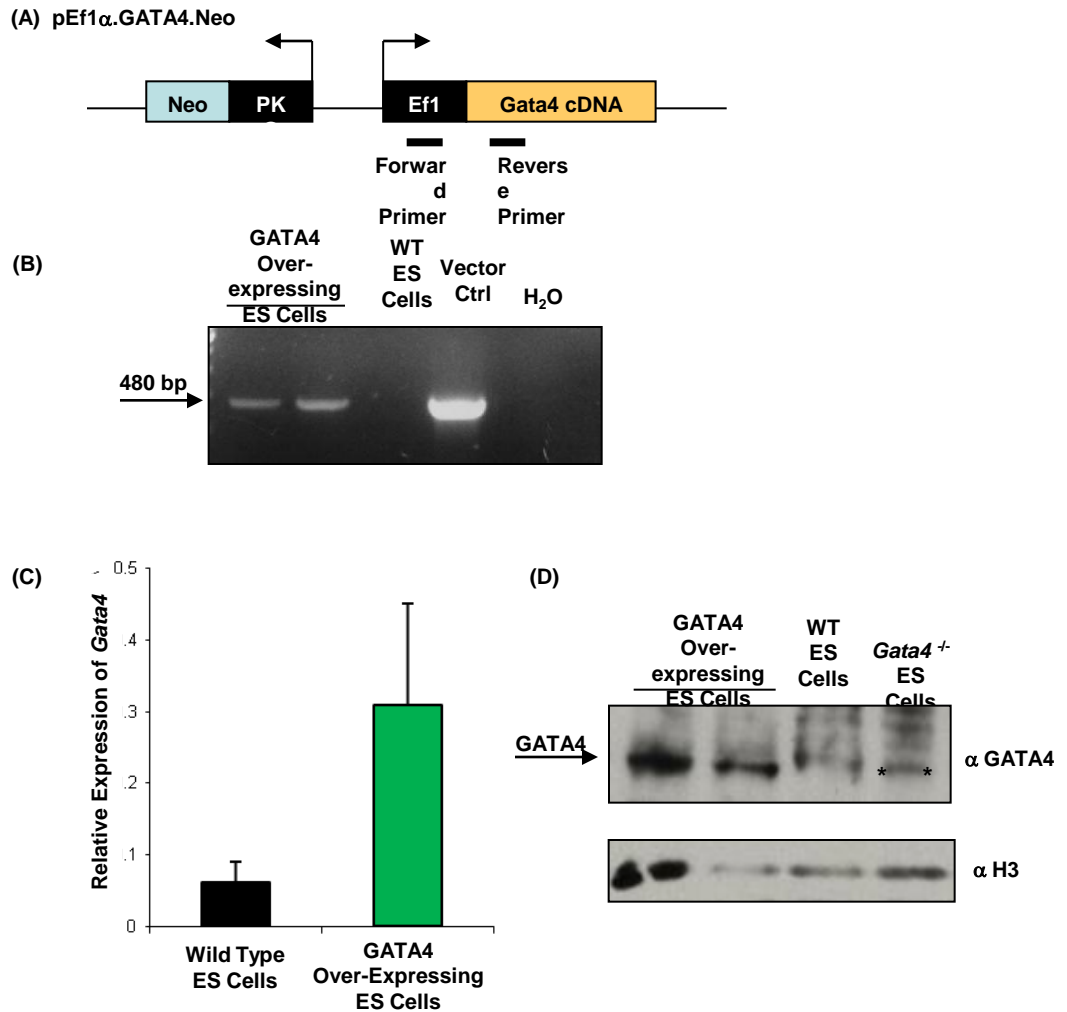 (A) pEf1α.GATA4.Neo
Neo
PK
Ef1
Gata4 cDNA
Forwar
d
Primer
Revers
e
Primer
(B)
GATA4
Over-
expressing
ES Cells
WT
ES
Cells
Vector
Ctrl
H2O
480 bp
(C)
Relative Expression of Gata4
0.5
.4
.3
.2
.1
0
Wild Type
ES Cells
GATA4
Over-Expressing
ES Cells
(D)
GATA4
Over-
expressing
ES Cells
WT
ES
Cells
Gata4 -/-
ES
Cells
GATA4
* *
α GATA4
α H3